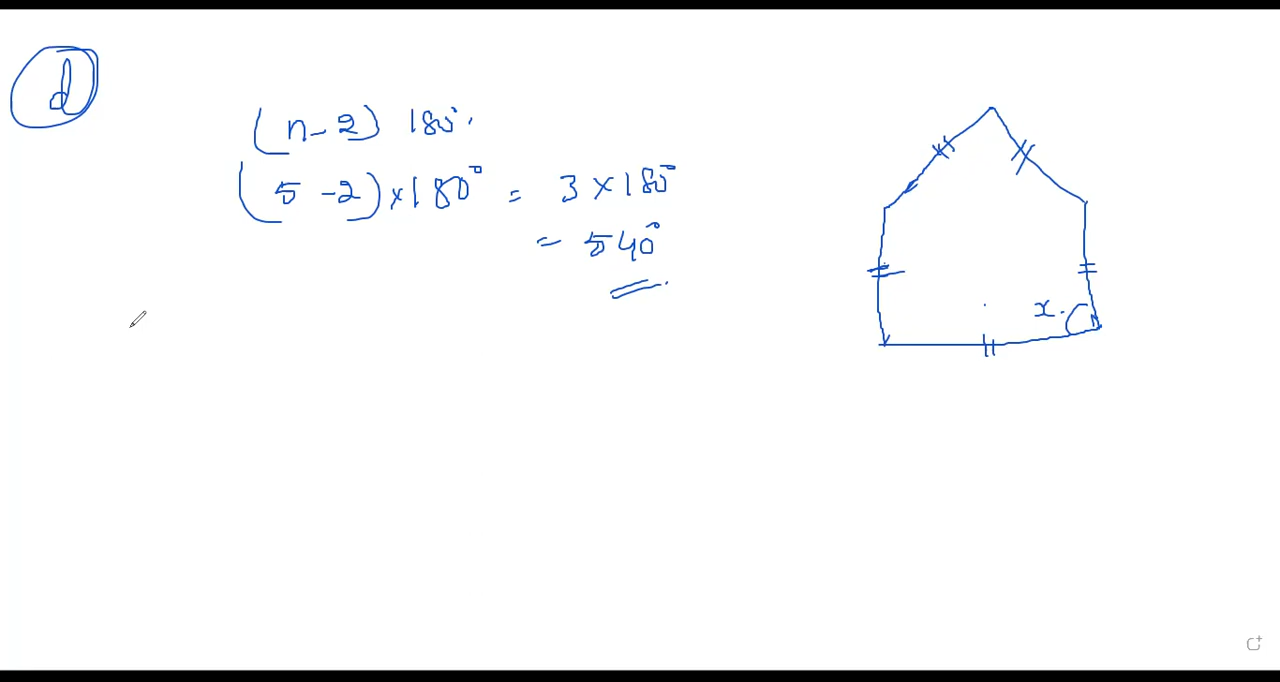 d
(n-2) 180°.
(5-2)×180° = 3×180°
= 540°
x.